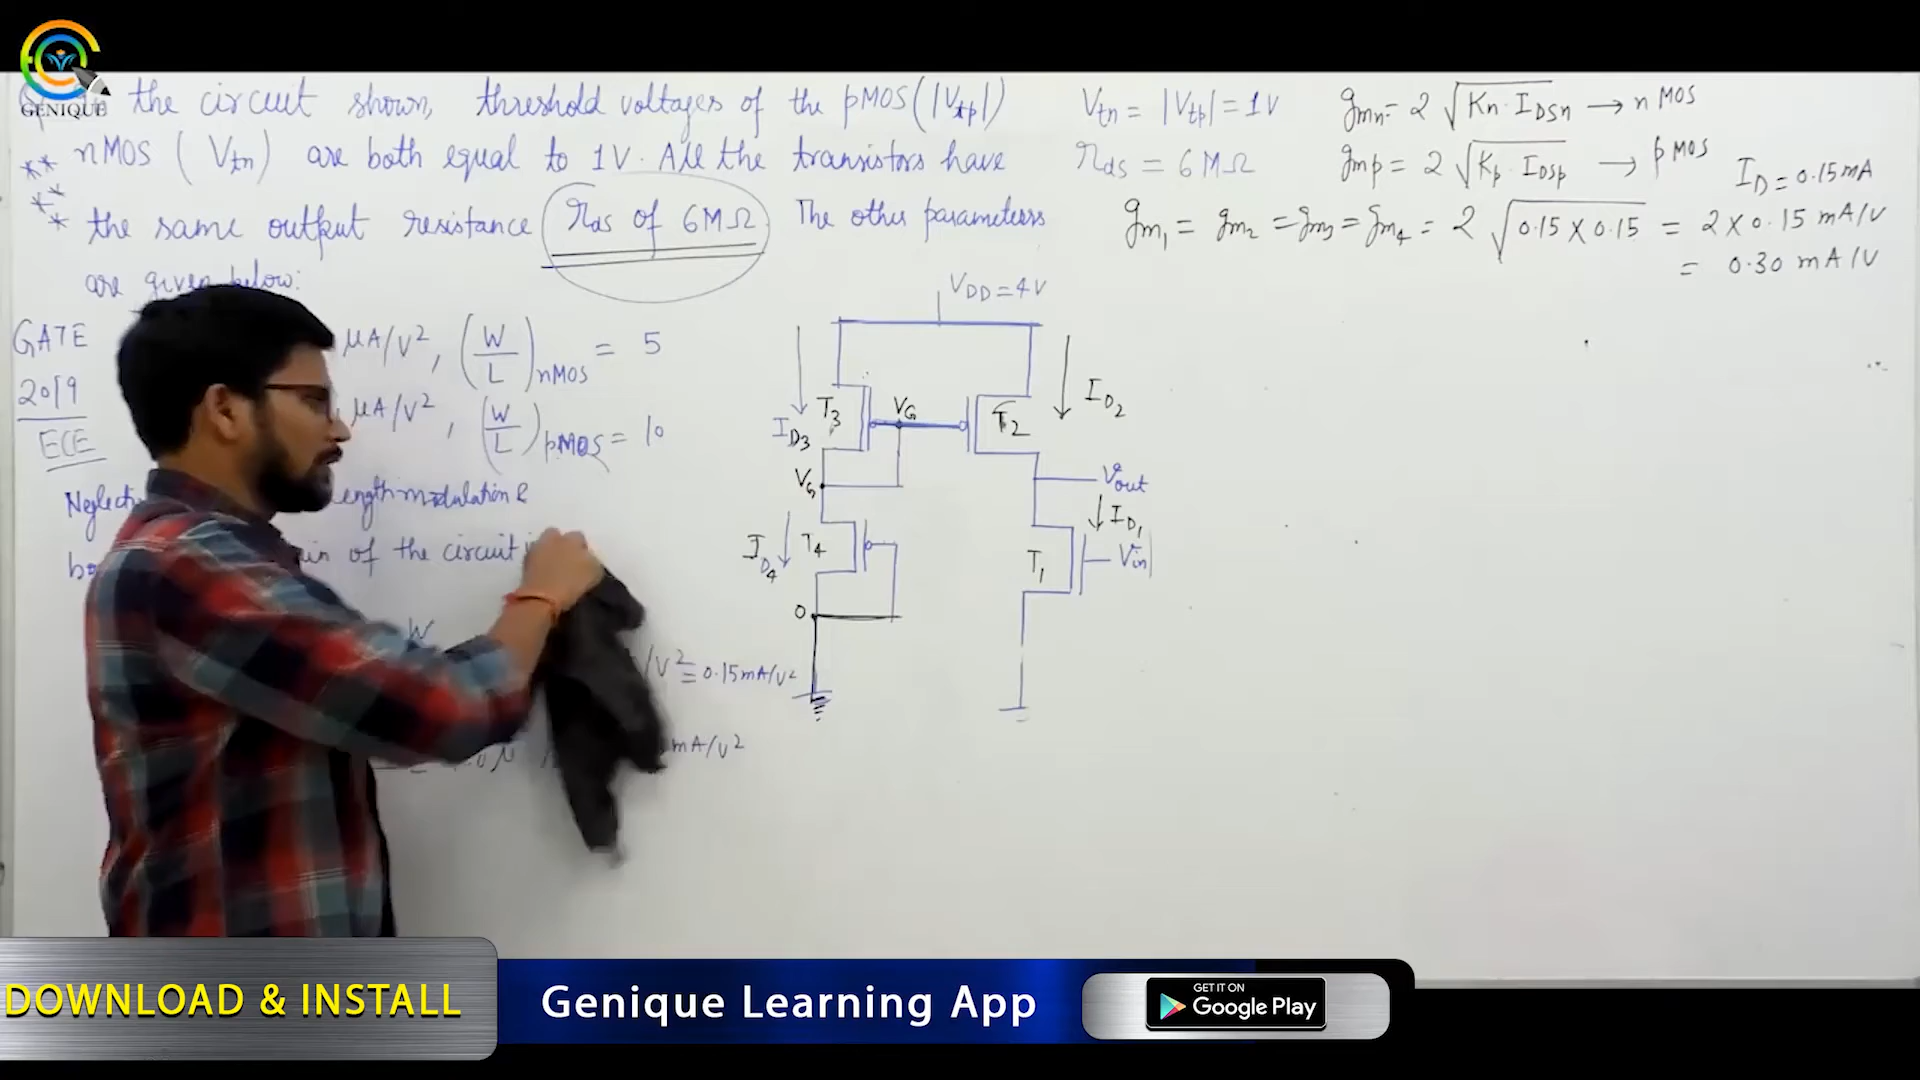 GENIQUE
the circuit shown, threshold voltages of the pMOS (|Vtp|)
** nMOS ( Vtn ) are both equal to 1V. All the transistors have
** the same output resistance rds of 6MΩ The other parameters
* are given below:
GATE
2019
ECE
μA/V², (W/L)nMOS = 5
μA/V², (W/L)pMOS = 10
Neglect ength modulation &
of the circuit
W
/V² = 0.15mA/V²
mA/V²
VDD = 4V
ID3
T3
VG
T2
ID2
VG
Vout
ID1
ID4
T4
T1
Vin
0
Vtn = |Vtp| = 1V
rds = 6MΩ
gmn = 2 √Kn · IDSn → nMOS
gmp = 2 √Kp · IDSp → pMOS
ID = 0.15mA
gm1 = gm2 = gm3 = gm4 = 2 √0.15 X 0.15 = 2 X 0.15 mA/V
= 0.30 mA/V
DOWNLOAD & INSTALL
Genique Learning App
GET IT ON
Google Play